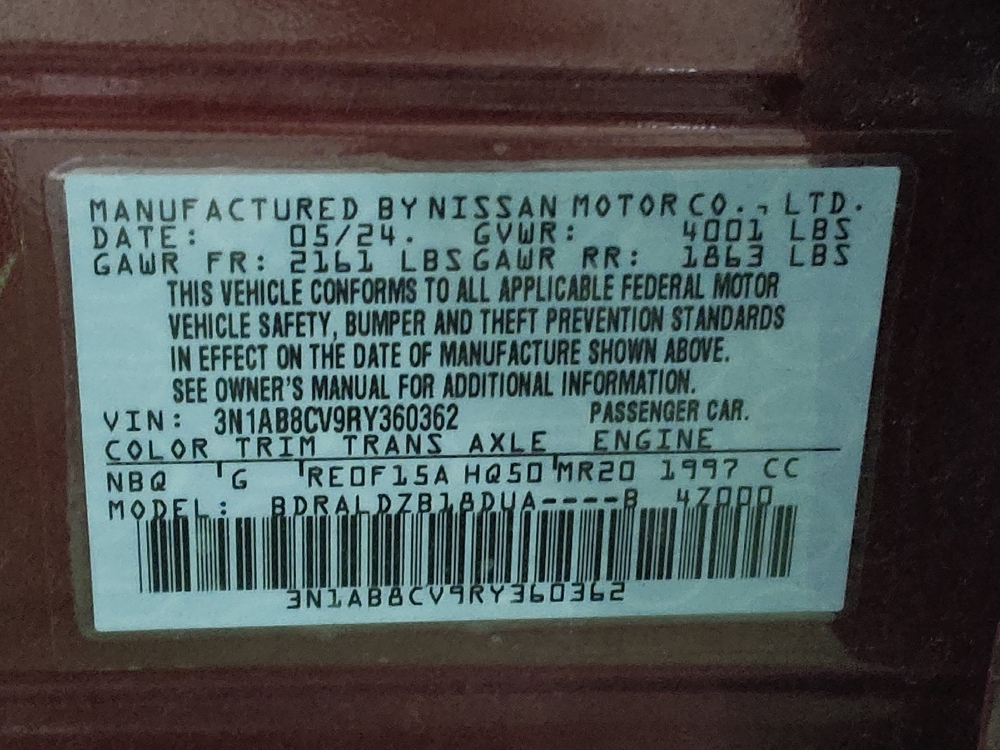 MANUFACTURED BY NISSAN MOTOR CO., LTD.
DATE: 05/24. GVWR: 4001 LBS
GAWR FR: 2161 LBS GAWR RR: 1863 LBS
THIS VEHICLE CONFORMS TO ALL APPLICABLE FEDERAL MOTOR
VEHICLE SAFETY, BUMPER AND THEFT PREVENTION STANDARDS
IN EFFECT ON THE DATE OF MANUFACTURE SHOWN ABOVE.
SEE OWNER'S MANUAL FOR ADDITIONAL INFORMATION.
VIN: 3N1AB8CV9RY360362 PASSENGER CAR.
COLOR TRIM TRANS AXLE ENGINE
NBQ G RE0F15A HQ50 MR20 1997 CC
MODEL: BDRALDZB18DUA----B 4Z000
3N1AB8CV9RY360362